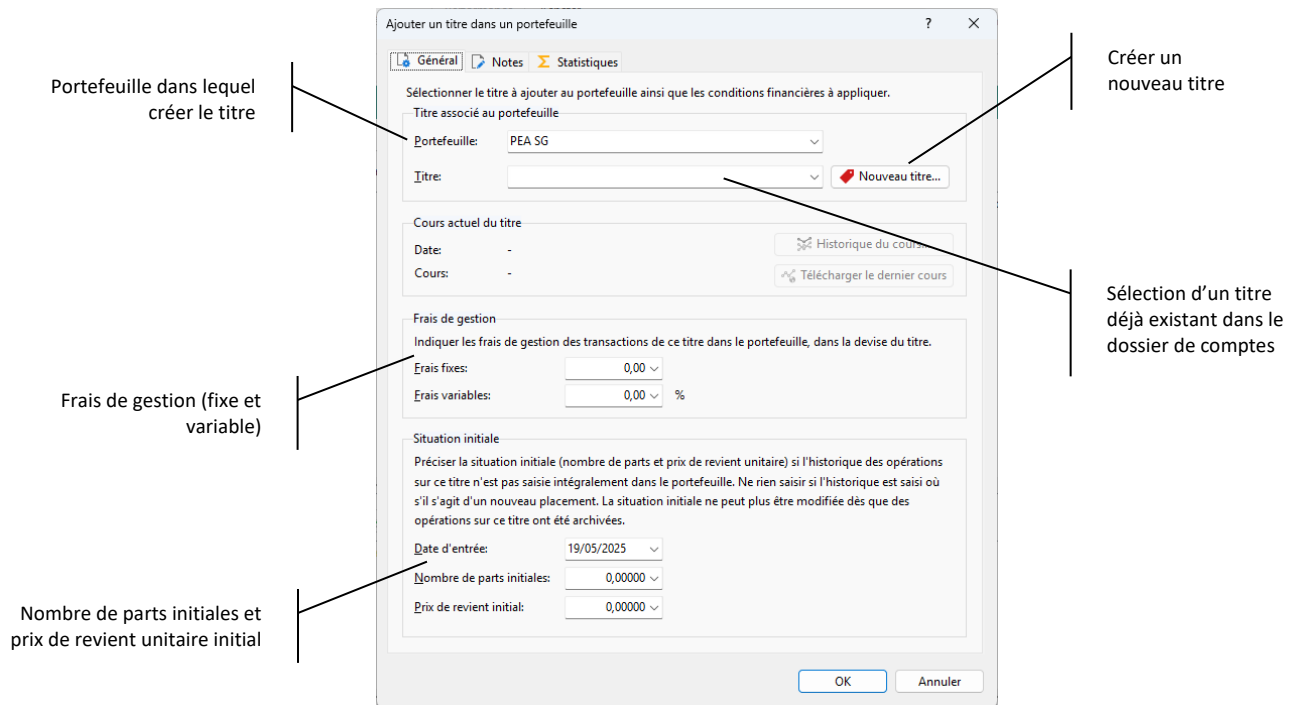 Ajouter un titre dans un portefeuille
?
Général
Notes
Statistiques
Créer un
nouveau titre
Portefeuille dans lequel
créer le titre
Sélectionner le titre à ajouter au portefeuille ainsi que les conditions financières à appliquer.
Titre associé au portefeuille
Portefeuille: PEA SG
Titre:
Nouveau titre...
Cours actuel du titre
Date: -
Historique du cours...
Cours: -
Télécharger le dernier cours
Sélection d’un titre
déjà existant dans le
dossier de comptes
Frais de gestion
Indiquer les frais de gestion des transactions de ce titre dans le portefeuille, dans la devise du titre.
Frais fixes: 0,00
Frais variables: 0,00 %
Frais de gestion (fixe et
variable)
Situation initiale
Préciser la situation initiale (nombre de parts et prix de revient unitaire) si l'historique des opérations
sur ce titre n'est pas saisie intégralement dans le portefeuille. Ne rien saisir si l'historique est saisi où
s'il s'agit d'un nouveau placement. La situation initiale ne peut plus être modifiée dès que des
opérations sur ce titre ont été archivées.
Date d'entrée: 19/05/2025
Nombre de parts initiales: 0,00000
Prix de revient initial: 0,00000
Nombre de parts initiales et
prix de revient unitaire initial
OK
Annuler